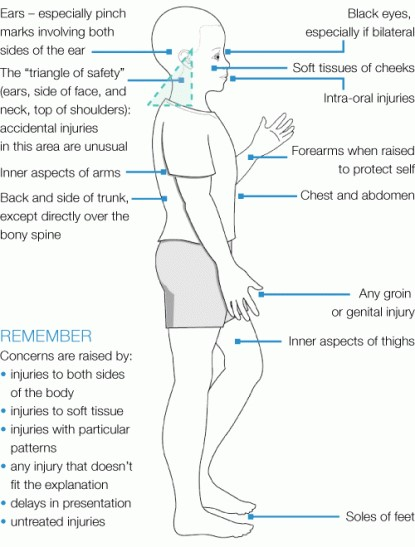 Ears – especially pinch
marks involving both
sides of the ear
The “triangle of safety”
(ears, side of face, and
neck, top of shoulders):
accidental injuries
in this area are unusual
Inner aspects of arms
Back and side of trunk,
except directly over the
bony spine
Black eyes,
especially if bilateral
Soft tissues of cheeks
Intra-oral injuries
Forearms when raised
to protect self
Chest and abdomen
Any groin
or genital injury
Inner aspects of thighs
Soles of feet
REMEMBER
Concerns are raised by:
• injuries to both sides
of the body
• injuries to soft tissue
• injuries with particular
patterns
• any injury that doesn’t
fit the explanation
• delays in presentation
• untreated injuries